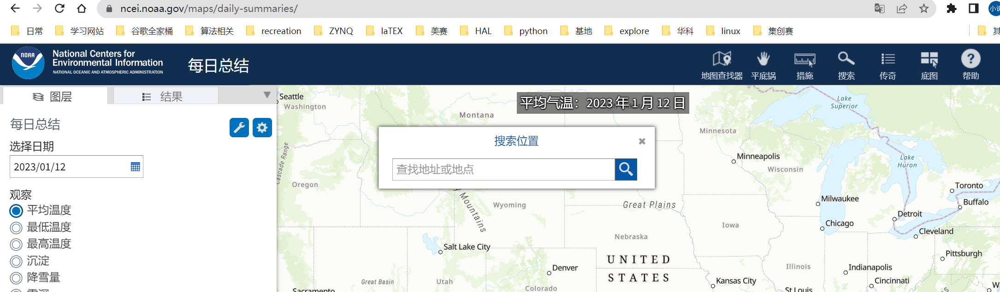 ncei.noaa.gov/maps/daily-summaries/
小说
日常 学习网站 谷歌全家桶 算法相关 recreation ZYNQ laTEX 美赛 HAL python 基地 explore 华科 linux 集创赛
NOAA
National Centers for
Environmental Information
NATIONAL OCEANIC AND ATMOSPHERIC ADMINISTRATION
每日总结
地图查找器 平底锅 措施 搜索 传奇 底图 帮助
图层 结果
每日总结
选择日期
2023/01/12
观察
平均温度
最低温度
最高温度
沉淀
降雪量
平均气温：2023 年 1 月 12 日
搜索位置
查找地址或地点
Seattle
Washington
Montana
Lake
Superior
Minnesota
Cascade Range
Minneapolis
Lake
Huron
Wisconsin
Oregon
Toronto
Mountains
Wyoming
Great Plains
Milwaukee
Buffalo
Detroit
Chicago
Iowa
Cleveland
Nebraska
Salt Lake City
Pittsburgh
UNITED
STATES
Denver
Illinois
Indianapolis
Great Basin
Utah
Kansas City
Cincinnati
Colorado
Sacramento
St Louis